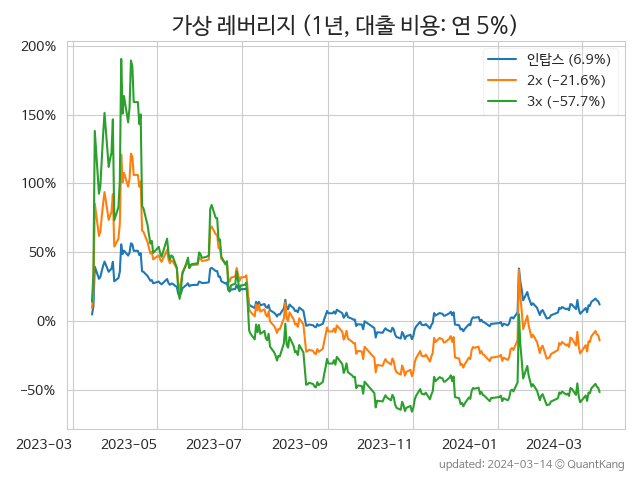 가상 레버리지 (1년, 대출 비용: 연 5%)
200%
150%
100%
50%
0%
−50%
인탑스 (6.9%)
2x (−21.6%)
3x (−57.7%)
2023-03
2023-05
2023-07
2023-09
2023-11
2024-01
2024-03
updated: 2024-03-14 © QuantKang